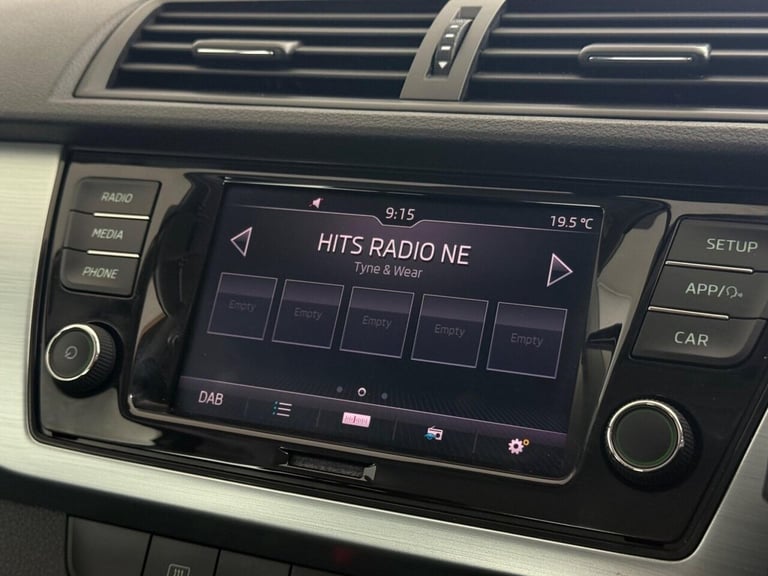 RADIO
MEDIA
PHONE
9:15
19.5 °C
HITS RADIO NE
Tyne & Wear
Empty
Empty
Empty
Empty
Empty
DAB
SETUP
APP/
CAR